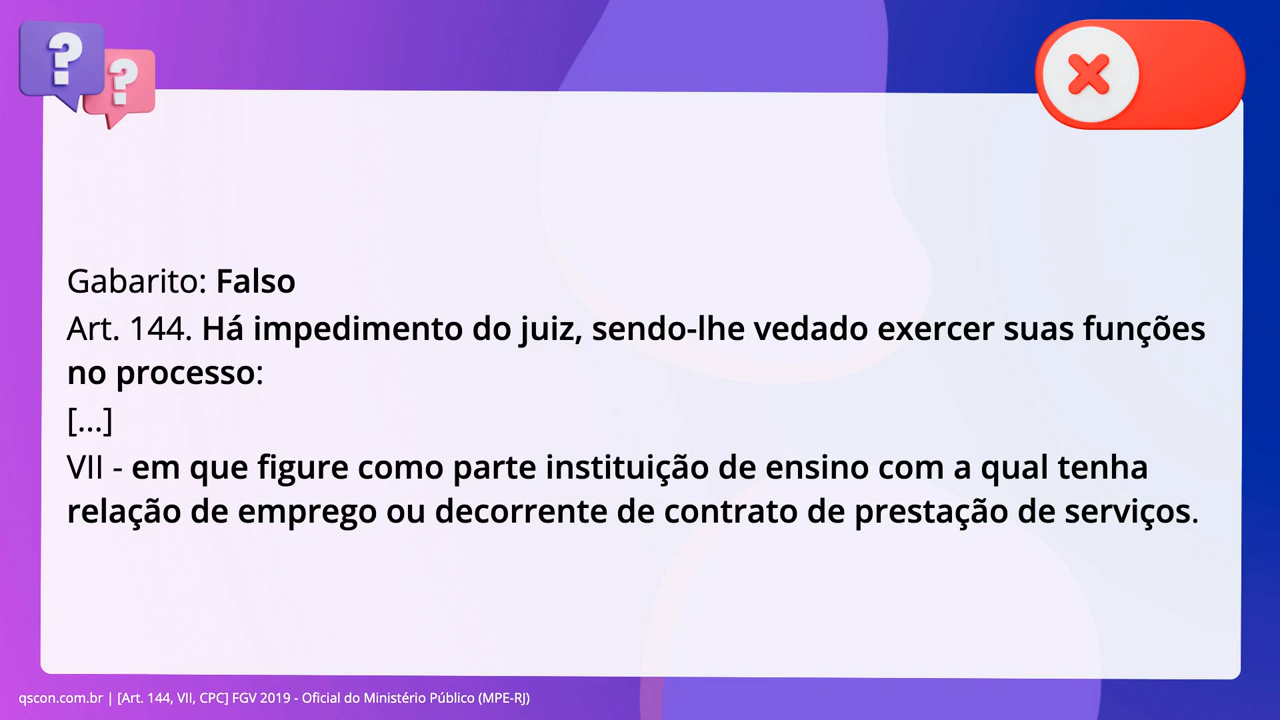 ? ?
Gabarito: Falso
Art. 144. Há impedimento do juiz, sendo-lhe vedado exercer suas funções
no processo:
[...]
VII - em que figure como parte instituição de ensino com a qual tenha
relação de emprego ou decorrente de contrato de prestação de serviços.
qscon.com.br | [Art. 144, VII, CPC] FGV 2019 - Oficial do Ministério Público (MPE-RJ)